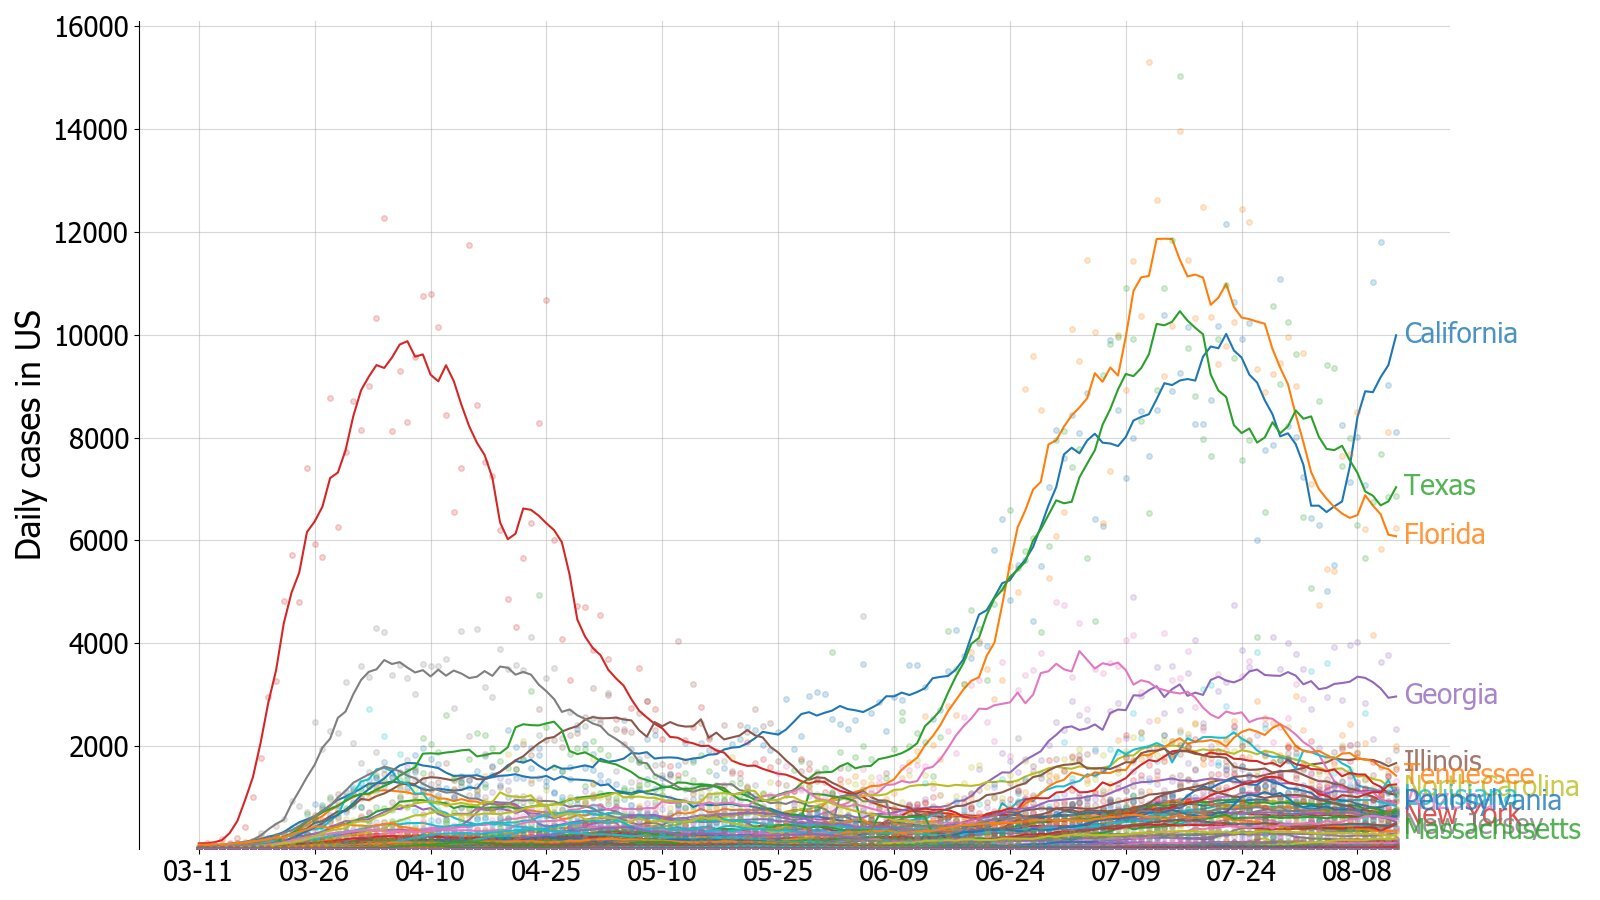 16000
14000
12000
10000
8000
6000
4000
2000
Daily cases in US
03-11 03-26 04-10 04-25 05-10 05-25 06-09 06-24 07-09 07-24 08-08
California
Texas
Florida
Georgia
Illinois
Tennessee
Pennsylvania
New York
Massachusetts